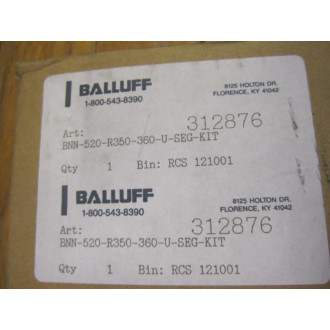 BALLUFF
1-800-543-8390
8125 HOLTON DR.
FLORENCE, KY 41042
Art: 312876
BNN-520-R350-360-U-SEG-KIT
Qty 1 Bin: RCS 121001
BALLUFF
1-800-543-8390
8125 HOLTON DR.
FLORENCE, KY 41042
Art: 312876
BNN-520-R350-360-U-SEG-KIT
Qty 1 Bin: RCS 121001